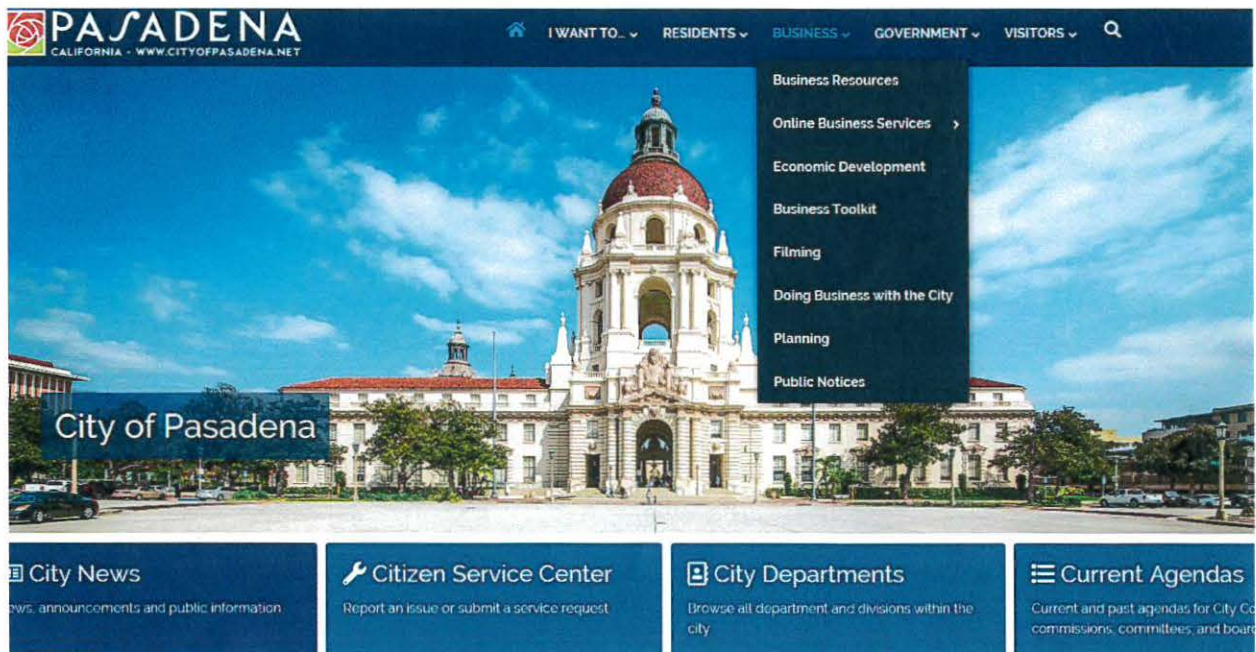 PASADENA
CALIFORNIA - WWW.CITYOFPASADENA.NET
I WANT TO... RESIDENTS BUSINESS GOVERNMENT VISITORS
Business Resources
Online Business Services
Economic Development
Business Toolkit
Filming
Doing Business with the City
Planning
Public Notices
City of Pasadena
City News
announcements and public information
Citizen Service Center
Report an issue or submit a service request
City Departments
Browse all department and divisions within the
city
Current Agendas
Current and past agendas for City
commissions, committees, and